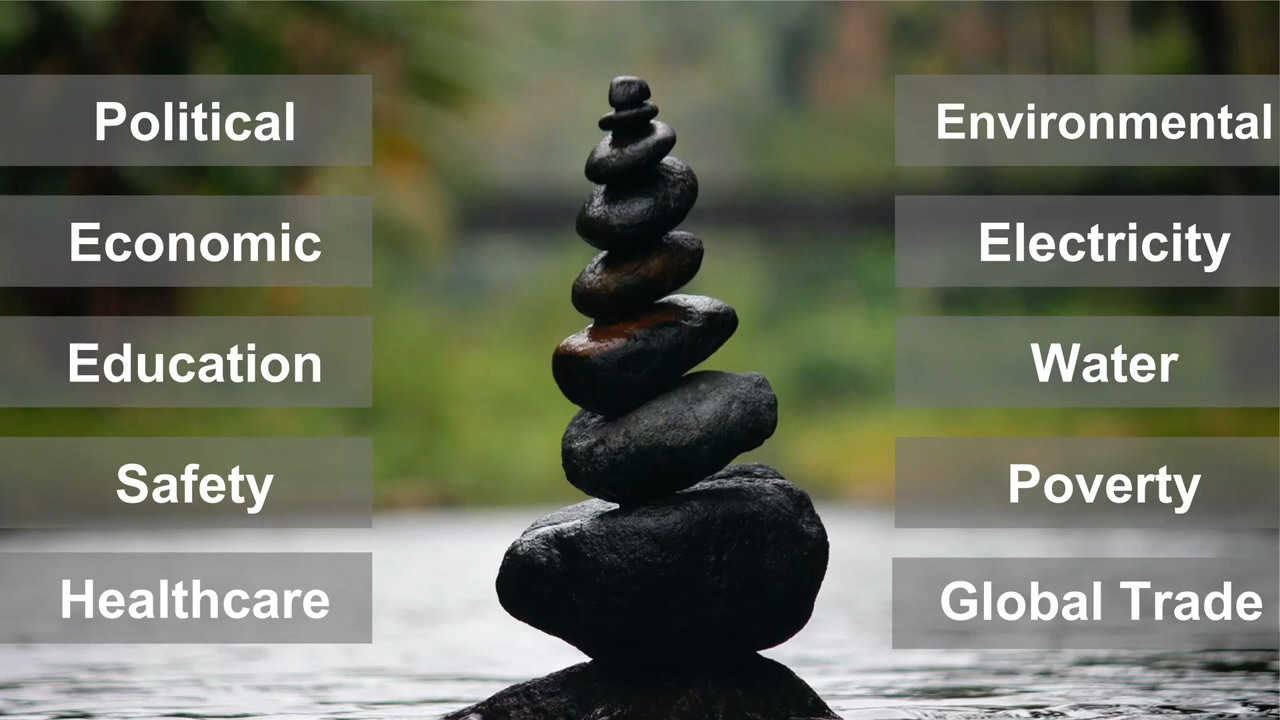 Political
Economic
Education
Safety
Healthcare
Environmental
Electricity
Water
Poverty
Global Trade